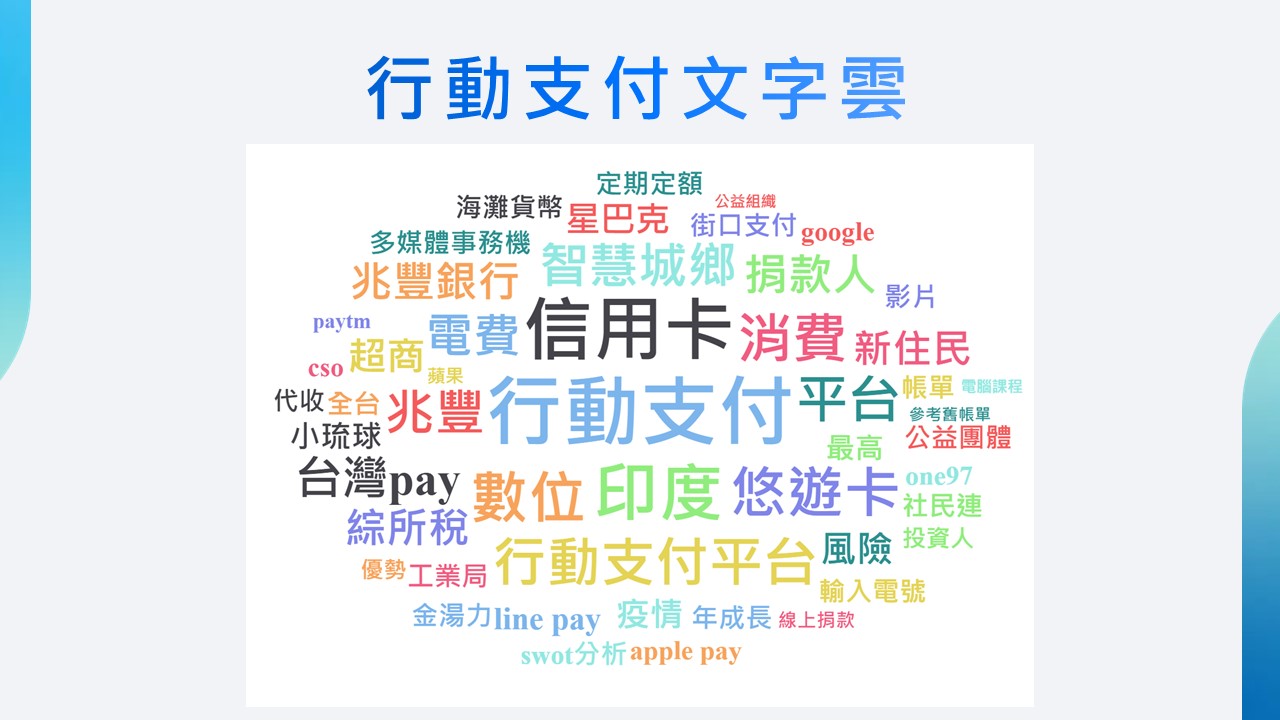 行動支付文字雲
定期定額
海灘貨幣 星巴克 公益組織
街口支付 google
多媒體事務機 智慧城鄉 捐款人
兆豐銀行 影片
paytm 電費 信用卡 消費 新住民
cso 超商 蘋果
代收 全台 兆豐 行動支付 平台 帳單 電腦課程
參考舊帳單
小琉球 最高 公益團體
台灣pay 數位 印度 悠遊卡 one97
社民連
綜所稅 行動支付平台 風險 投資人
優勢 工業局 輸入電號
金湯力 line pay 疫情 年成長 線上捐款
swot分析 apple pay